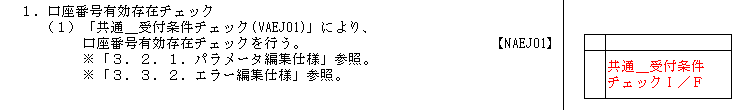 １．口座番号有効存在チェック
（１）「共通＿受付条件チェック(VAEJ01)」により、
口座番号有効存在チェックを行う。 【NAEJ01】
※「３．２．１．パラメータ編集仕様」参照。
※「３．３．２．エラー編集仕様」参照。
共通＿受付条件
チェックＩ／Ｆ